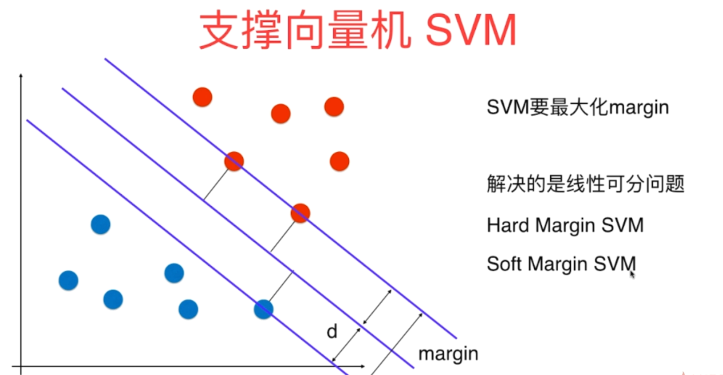 支撑向量机 SVM
SVM要最大化margin
解决的是线性可分问题
Hard Margin SVM
Soft Margin SVM
d
margin